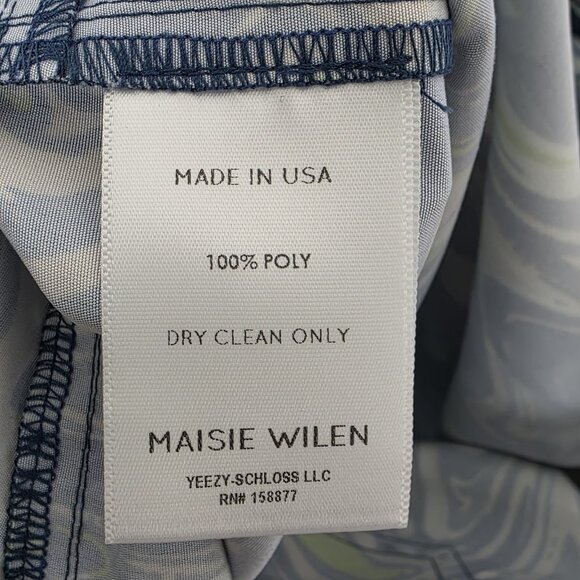 MADE IN USA
100% POLY
DRY CLEAN ONLY
MAISIE WILEN
YEEZY-SCHLOSS LLC
RN# 158877